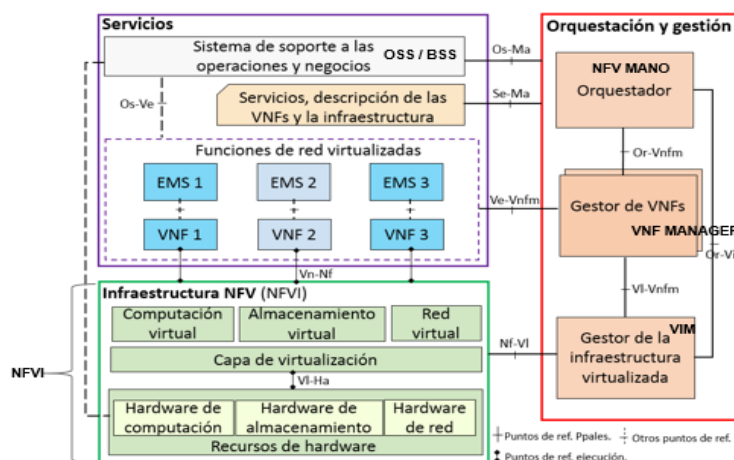 Servicios
Sistema de soporte a las
operaciones y negocios
OSS / BSS
Os-Ve
Servicios, descripción de las
VNFs y la infraestructura
Funciones de red virtualizadas
EMS 1
EMS 2
EMS 3
VNF 1
VNF 2
VNF 3
Vn-Nf
Os-Ma
Se-Ma
Ve-Vnfm
Orquestación y gestión
NFV MANO
Orquestador
Or-Vnfm
Gestor de VNFs
VNF MANAGER
Or-Vi
Vl-Vnfm
VIM
Gestor de la
infraestructura
virtualizada
Nf-Vl
NFVI
Infraestructura NFV (NFVI)
Computación
virtual
Almacenamiento
virtual
Red
virtual
Capa de virtualización
Vl-Ha
Hardware de
computación
Hardware de
almacenamiento
Hardware
de red
Recursos de hardware
Puntos de ref. Ppales.
Otros puntos de ref.
Puntos de ref. ejecución.